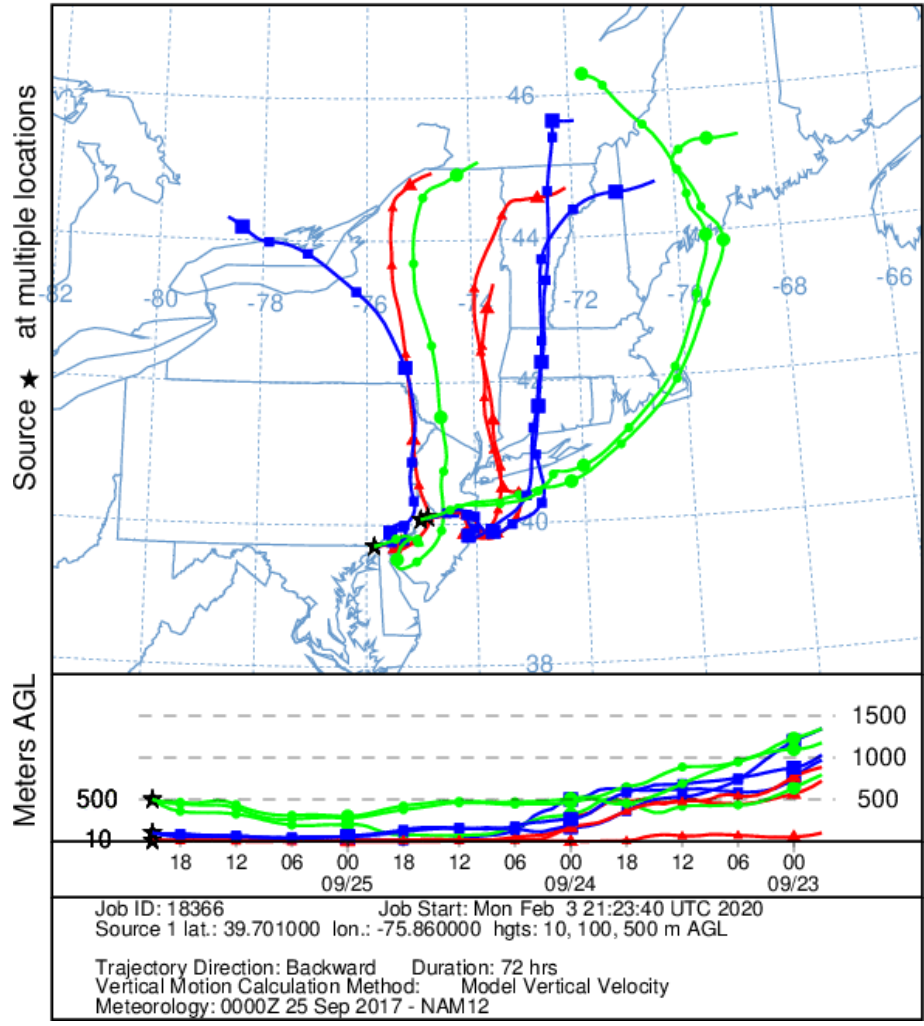 Source ★ at multiple locations
46
44
-82
-80
-78
-76
-74
-72
-70
-68
-66
42
40
38
Meters AGL
1500
1000
500
500
10
18 12 06 00 18 12 06 00 18 12 06 00
09/25 09/24 09/23
Job ID: 18366 Job Start: Mon Feb 3 21:23:40 UTC 2020
Source 1 lat.: 39.701000 lon.: -75.860000 hgts: 10, 100, 500 m AGL
Trajectory Direction: Backward Duration: 72 hrs
Vertical Motion Calculation Method: Model Vertical Velocity
Meteorology: 0000Z 25 Sep 2017 - NAM12